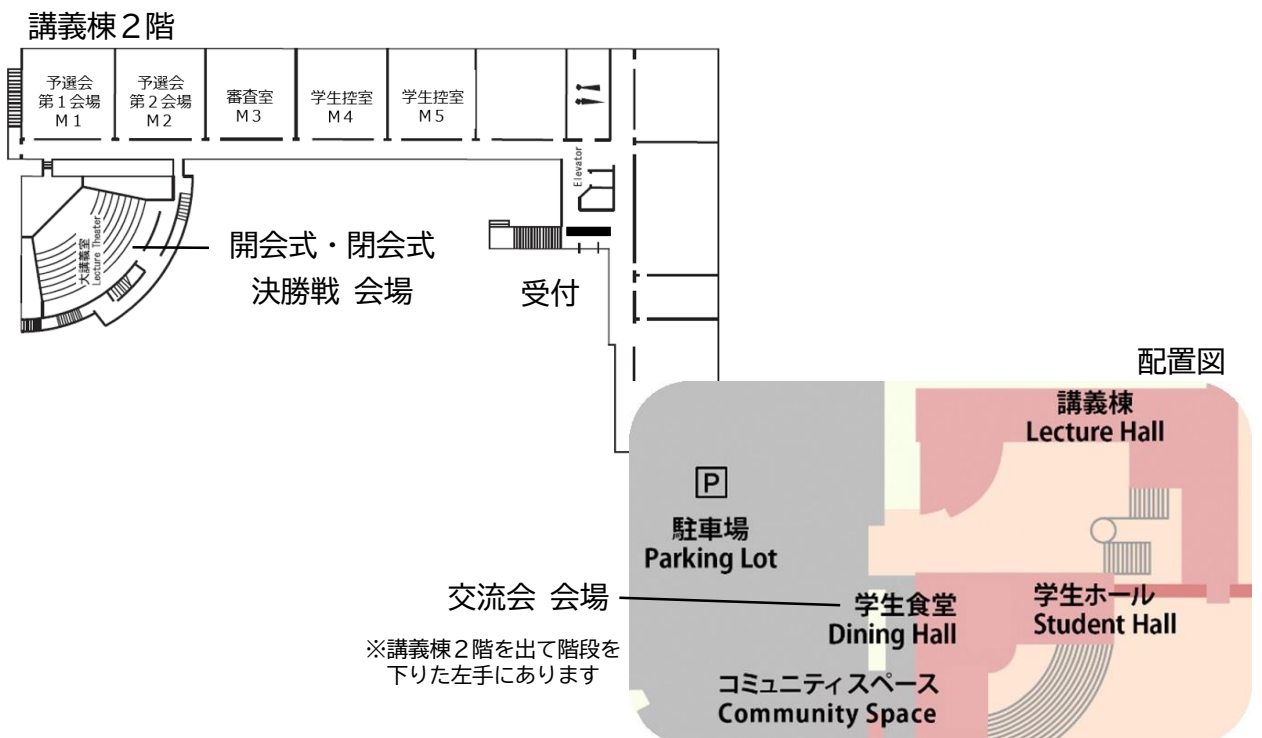 講義棟２階
予選会
第１会場
Ｍ１
予選会
第２会場
Ｍ２
審査室
Ｍ３
学生控室
Ｍ４
学生控室
Ｍ５
Elevator
大講義室
Lecture Theater
開会式・閉会式
決勝戦 会場
受付
配置図
講義棟
Lecture Hall
P
駐車場
Parking Lot
交流会 会場
※講義棟２階を出て階段を
下りた左手にあります
学生食堂
Dining Hall
学生ホール
Student Hall
コミュニティスペース
Community Space